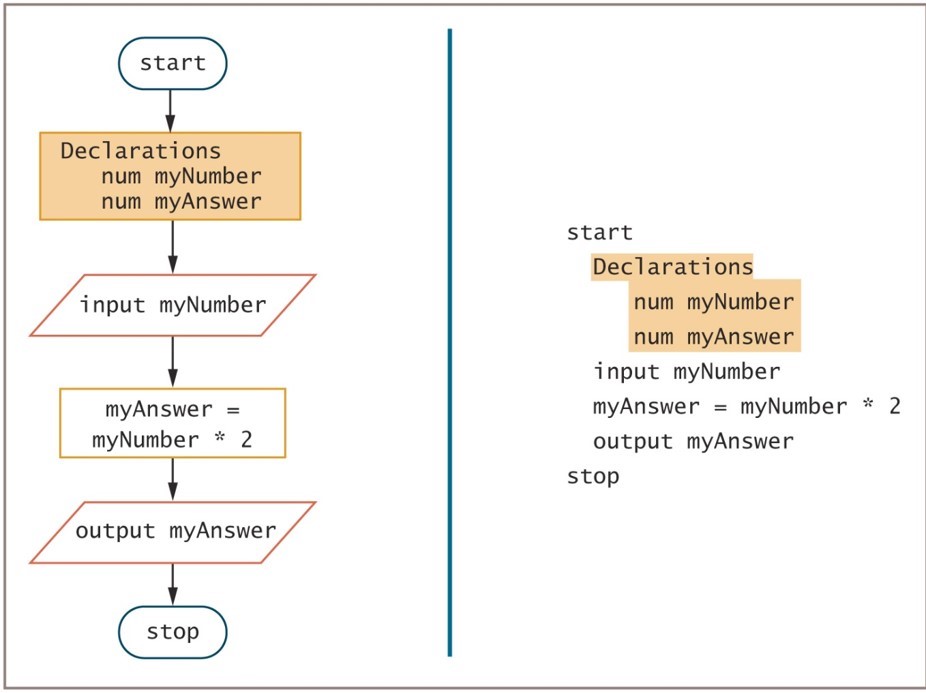 start
Declarations
num myNumber
num myAnswer
input myNumber
myAnswer =
myNumber * 2
output myAnswer
stop
start
Declarations
num myNumber
num myAnswer
input myNumber
myAnswer = myNumber * 2
output myAnswer
stop